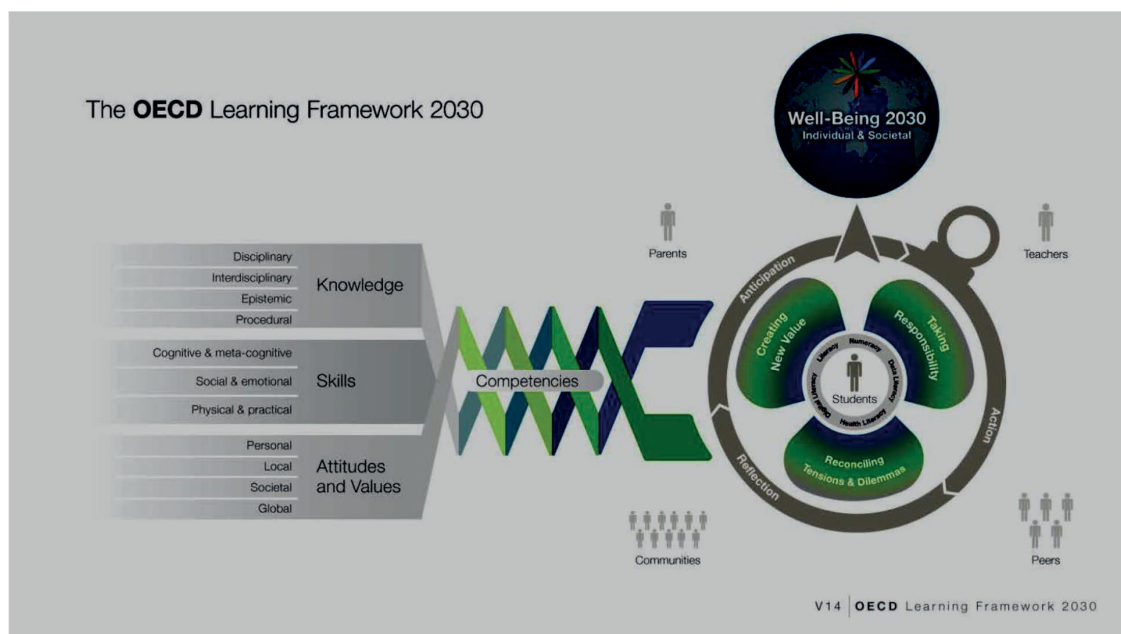 The OECD Learning Framework 2030
Well-Being 2030
Individual & Societal
Parents
Teachers
Disciplinary
Interdisciplinary
Epistemic
Procedural
Knowledge
Cognitive & meta-cognitive
Social & emotional
Physical & practical
Skills
Personal
Local
Societal
Global
Attitudes
and Values
Competencies
Anticipation
Action
Reflection
Creating
New Value
Taking
Responsibility
Reconciling
Tensions & Dilemmas
Literacy
Numeracy
Data Literacy
Health Literacy
Digital Literacy
Students
Communities
Peers
V14 | OECD Learning Framework 2030